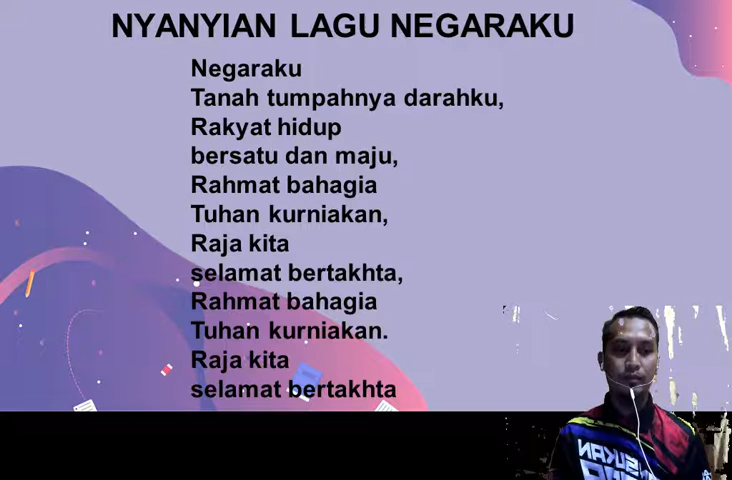 NYANYIAN LAGU NEGARAKU
Negaraku
Tanah tumpahnya darahku,
Rakyat hidup
bersatu dan maju,
Rahmat bahagia
Tuhan kurniakan,
Raja kita
selamat bertakhta,
Rahmat bahagia
Tuhan kurniakan.
Raja kita
selamat bertakhta